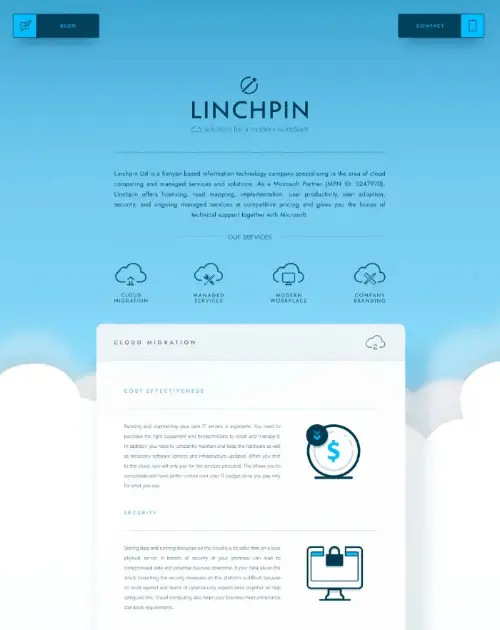 BLOG
CONTACT
LINCHPIN
solutions for a modern workplace
Linchpin Ltd is a Kenyan based information technology company specialising in the area of cloud
computing and managed services and solutions. As a Microsoft Partner (MPN ID:
Linchpin offers licensing, road mapping, implementation, user productivity, user adoption,
security, and ongoing managed services at competitive pricing and gives you the bonus of
technical support together with Microsoft.
our services
CLOUD
MIGRATION
MANAGED
SERVICES
MODERN
WORKPLACE
COMPANY
BRANDING
CLOUD MIGRATION
COST EFFECTIVENESS
Running and maintaining your own IT servers is expensive. You need to
purchase the right equipment and to install and manage it.
In addition, you need to constantly maintain and keep the hardware as well
as necessary software licences and infrastructure updated. When you shift
to the cloud, you will only pay for the services provided. This allows you to
and have better control over your IT budget, since you pay only
for what you use.
$
SECURITY
Storing data and running resources on the cloud is a lot safer than on a local
physical server. A breach of security at your premises can lead to
compromised data and potential business downtime. If your data sits on the
cloud, breaching the security measures on this platform is difficult because
multi-layered and teams of cybersecurity experts work together to help
safeguard this. Cloud computing also helps your business meet compliance
standards requirements.